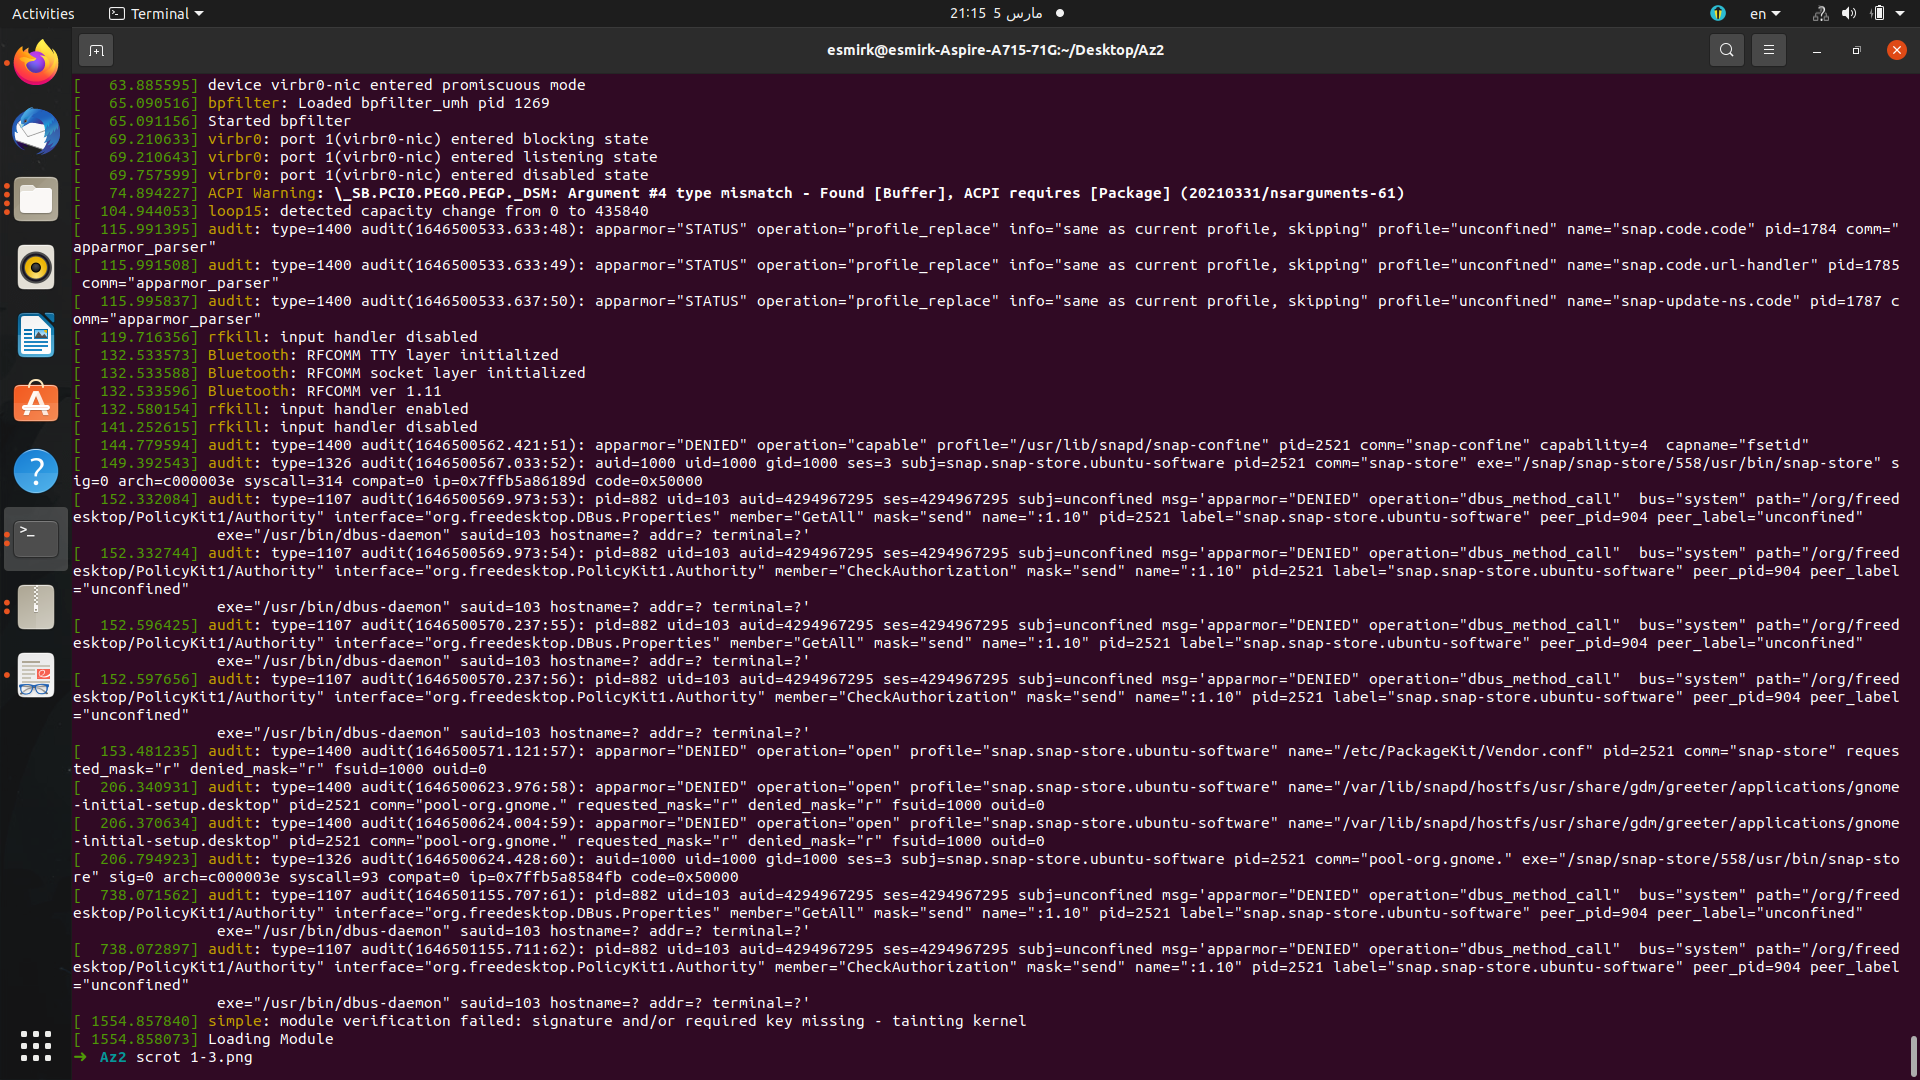 Activities
Terminal
21:15 5 مارس
en
esmirk@esmirk-Aspire-A715-71G:~/Desktop/Az2
[   63.885595] device virbr0-nic entered promiscuous mode
[   65.090516] bpfilter: Loaded bpfilter_umh pid 1269
[   65.091156] Started bpfilter
[   69.210633] virbr0: port 1(virbr0-nic) entered blocking state
[   69.210643] virbr0: port 1(virbr0-nic) entered listening state
[   69.757599] virbr0: port 1(virbr0-nic) entered disabled state
[   74.894227] ACPI Warning: \_SB.PCI0.PEG0.PEGP._DSM: Argument #4 type mismatch - Found [Buffer], ACPI requires [Package] (20210331/nsarguments-61)
[  104.944053] loop15: detected capacity change from 0 to 435840
[  115.991395] audit: type=1400 audit(1646500533.633:48): apparmor="STATUS" operation="profile_replace" info="same as current profile, skipping" profile="unconfined" name="snap.code.code" pid=1784 comm="
apparmor_parser"
[  115.991508] audit: type=1400 audit(1646500533.633:49): apparmor="STATUS" operation="profile_replace" info="same as current profile, skipping" profile="unconfined" name="snap.code.url-handler" pid=1785
 comm="apparmor_parser"
[  115.995837] audit: type=1400 audit(1646500533.637:50): apparmor="STATUS" operation="profile_replace" info="same as current profile, skipping" profile="unconfined" name="snap-update-ns.code" pid=1787 c
omm="apparmor_parser"
[  119.716356] rfkill: input handler disabled
[  132.533573] Bluetooth: RFCOMM TTY layer initialized
[  132.533588] Bluetooth: RFCOMM socket layer initialized
[  132.533596] Bluetooth: RFCOMM ver 1.11
[  132.580154] rfkill: input handler enabled
[  141.252615] rfkill: input handler disabled
[  144.779594] audit: type=1400 audit(1646500562.421:51): apparmor="DENIED" operation="capable" profile="/usr/lib/snapd/snap-confine" pid=2521 comm="snap-confine" capability=4  capname="fsetid"
[  149.392543] audit: type=1326 audit(1646500567.033:52): auid=1000 uid=1000 gid=1000 ses=3 subj=snap.snap-store.ubuntu-software pid=2521 comm="snap-store" exe="/snap/snap-store/558/usr/bin/snap-store" s
ig=0 arch=c000003e syscall=314 compat=0 ip=0x7ffb5a86189d code=0x50000
[  152.332084] audit: type=1107 audit(1646500569.973:53): pid=882 uid=103 auid=4294967295 ses=4294967295 subj=unconfined msg='apparmor="DENIED" operation="dbus_method_call"  bus="system" path="/org/freed
esktop/PolicyKit1/Authority" interface="org.freedesktop.DBus.Properties" member="GetAll" mask="send" name=":1.10" pid=2521 label="snap.snap-store.ubuntu-software" peer_pid=904 peer_label="unconfined"
                exe="/usr/bin/dbus-daemon" sauid=103 hostname=? addr=? terminal=?'
[  152.332744] audit: type=1107 audit(1646500569.973:54): pid=882 uid=103 auid=4294967295 ses=4294967295 subj=unconfined msg='apparmor="DENIED" operation="dbus_method_call"  bus="system" path="/org/freed
esktop/PolicyKit1/Authority" interface="org.freedesktop.PolicyKit1.Authority" member="CheckAuthorization" mask="send" name=":1.10" pid=2521 label="snap.snap-store.ubuntu-software" peer_pid=904 peer_label
="unconfined"
                exe="/usr/bin/dbus-daemon" sauid=103 hostname=? addr=? terminal=?'
[  152.596425] audit: type=1107 audit(1646500570.237:55): pid=882 uid=103 auid=4294967295 ses=4294967295 subj=unconfined msg='apparmor="DENIED" operation="dbus_method_call"  bus="system" path="/org/freed
esktop/PolicyKit1/Authority" interface="org.freedesktop.DBus.Properties" member="GetAll" mask="send" name=":1.10" pid=2521 label="snap.snap-store.ubuntu-software" peer_pid=904 peer_label="unconfined"
                exe="/usr/bin/dbus-daemon" sauid=103 hostname=? addr=? terminal=?'
[  152.597656] audit: type=1107 audit(1646500570.237:56): pid=882 uid=103 auid=4294967295 ses=4294967295 subj=unconfined msg='apparmor="DENIED" operation="dbus_method_call"  bus="system" path="/org/freed
esktop/PolicyKit1/Authority" interface="org.freedesktop.PolicyKit1.Authority" member="CheckAuthorization" mask="send" name=":1.10" pid=2521 label="snap.snap-store.ubuntu-software" peer_pid=904 peer_label
="unconfined"
                exe="/usr/bin/dbus-daemon" sauid=103 hostname=? addr=? terminal=?'
[  153.481235] audit: type=1400 audit(1646500571.121:57): apparmor="DENIED" operation="open" profile="snap.snap-store.ubuntu-software" name="/etc/PackageKit/Vendor.conf" pid=2521 comm="snap-store" reques
ted_mask="r" denied_mask="r" fsuid=1000 ouid=0
[  206.340931] audit: type=1400 audit(1646500623.976:58): apparmor="DENIED" operation="open" profile="snap.snap-store.ubuntu-software" name="/var/lib/snapd/hostfs/usr/share/gdm/greeter/applications/gnome
-initial-setup.desktop" pid=2521 comm="pool-org.gnome." requested_mask="r" denied_mask="r" fsuid=1000 ouid=0
[  206.370634] audit: type=1400 audit(1646500624.004:59): apparmor="DENIED" operation="open" profile="snap.snap-store.ubuntu-software" name="/var/lib/snapd/hostfs/usr/share/gdm/greeter/applications/gnome
-initial-setup.desktop" pid=2521 comm="pool-org.gnome." requested_mask="r" denied_mask="r" fsuid=1000 ouid=0
[  206.794923] audit: type=1326 audit(1646500624.428:60): auid=1000 uid=1000 gid=1000 ses=3 subj=snap.snap-store.ubuntu-software pid=2521 comm="pool-org.gnome." exe="/snap/snap-store/558/usr/bin/snap-sto
re" sig=0 arch=c000003e syscall=93 compat=0 ip=0x7ffb5a8584fb code=0x50000
[  738.071562] audit: type=1107 audit(1646501155.707:61): pid=882 uid=103 auid=4294967295 ses=4294967295 subj=unconfined msg='apparmor="DENIED" operation="dbus_method_call"  bus="system" path="/org/freed
esktop/PolicyKit1/Authority" interface="org.freedesktop.DBus.Properties" member="GetAll" mask="send" name=":1.10" pid=2521 label="snap.snap-store.ubuntu-software" peer_pid=904 peer_label="unconfined"
                exe="/usr/bin/dbus-daemon" sauid=103 hostname=? addr=? terminal=?'
[  738.072897] audit: type=1107 audit(1646501155.711:62): pid=882 uid=103 auid=4294967295 ses=4294967295 subj=unconfined msg='apparmor="DENIED" operation="dbus_method_call"  bus="system" path="/org/freed
esktop/PolicyKit1/Authority" interface="org.freedesktop.PolicyKit1.Authority" member="CheckAuthorization" mask="send" name=":1.10" pid=2521 label="snap.snap-store.ubuntu-software" peer_pid=904 peer_label
="unconfined"
                exe="/usr/bin/dbus-daemon" sauid=103 hostname=? addr=? terminal=?'
[ 1554.857840] simple: module verification failed: signature and/or required key missing - tainting kernel
[ 1554.858073] Loading Module
➜  Az2 scrot 1-3.png